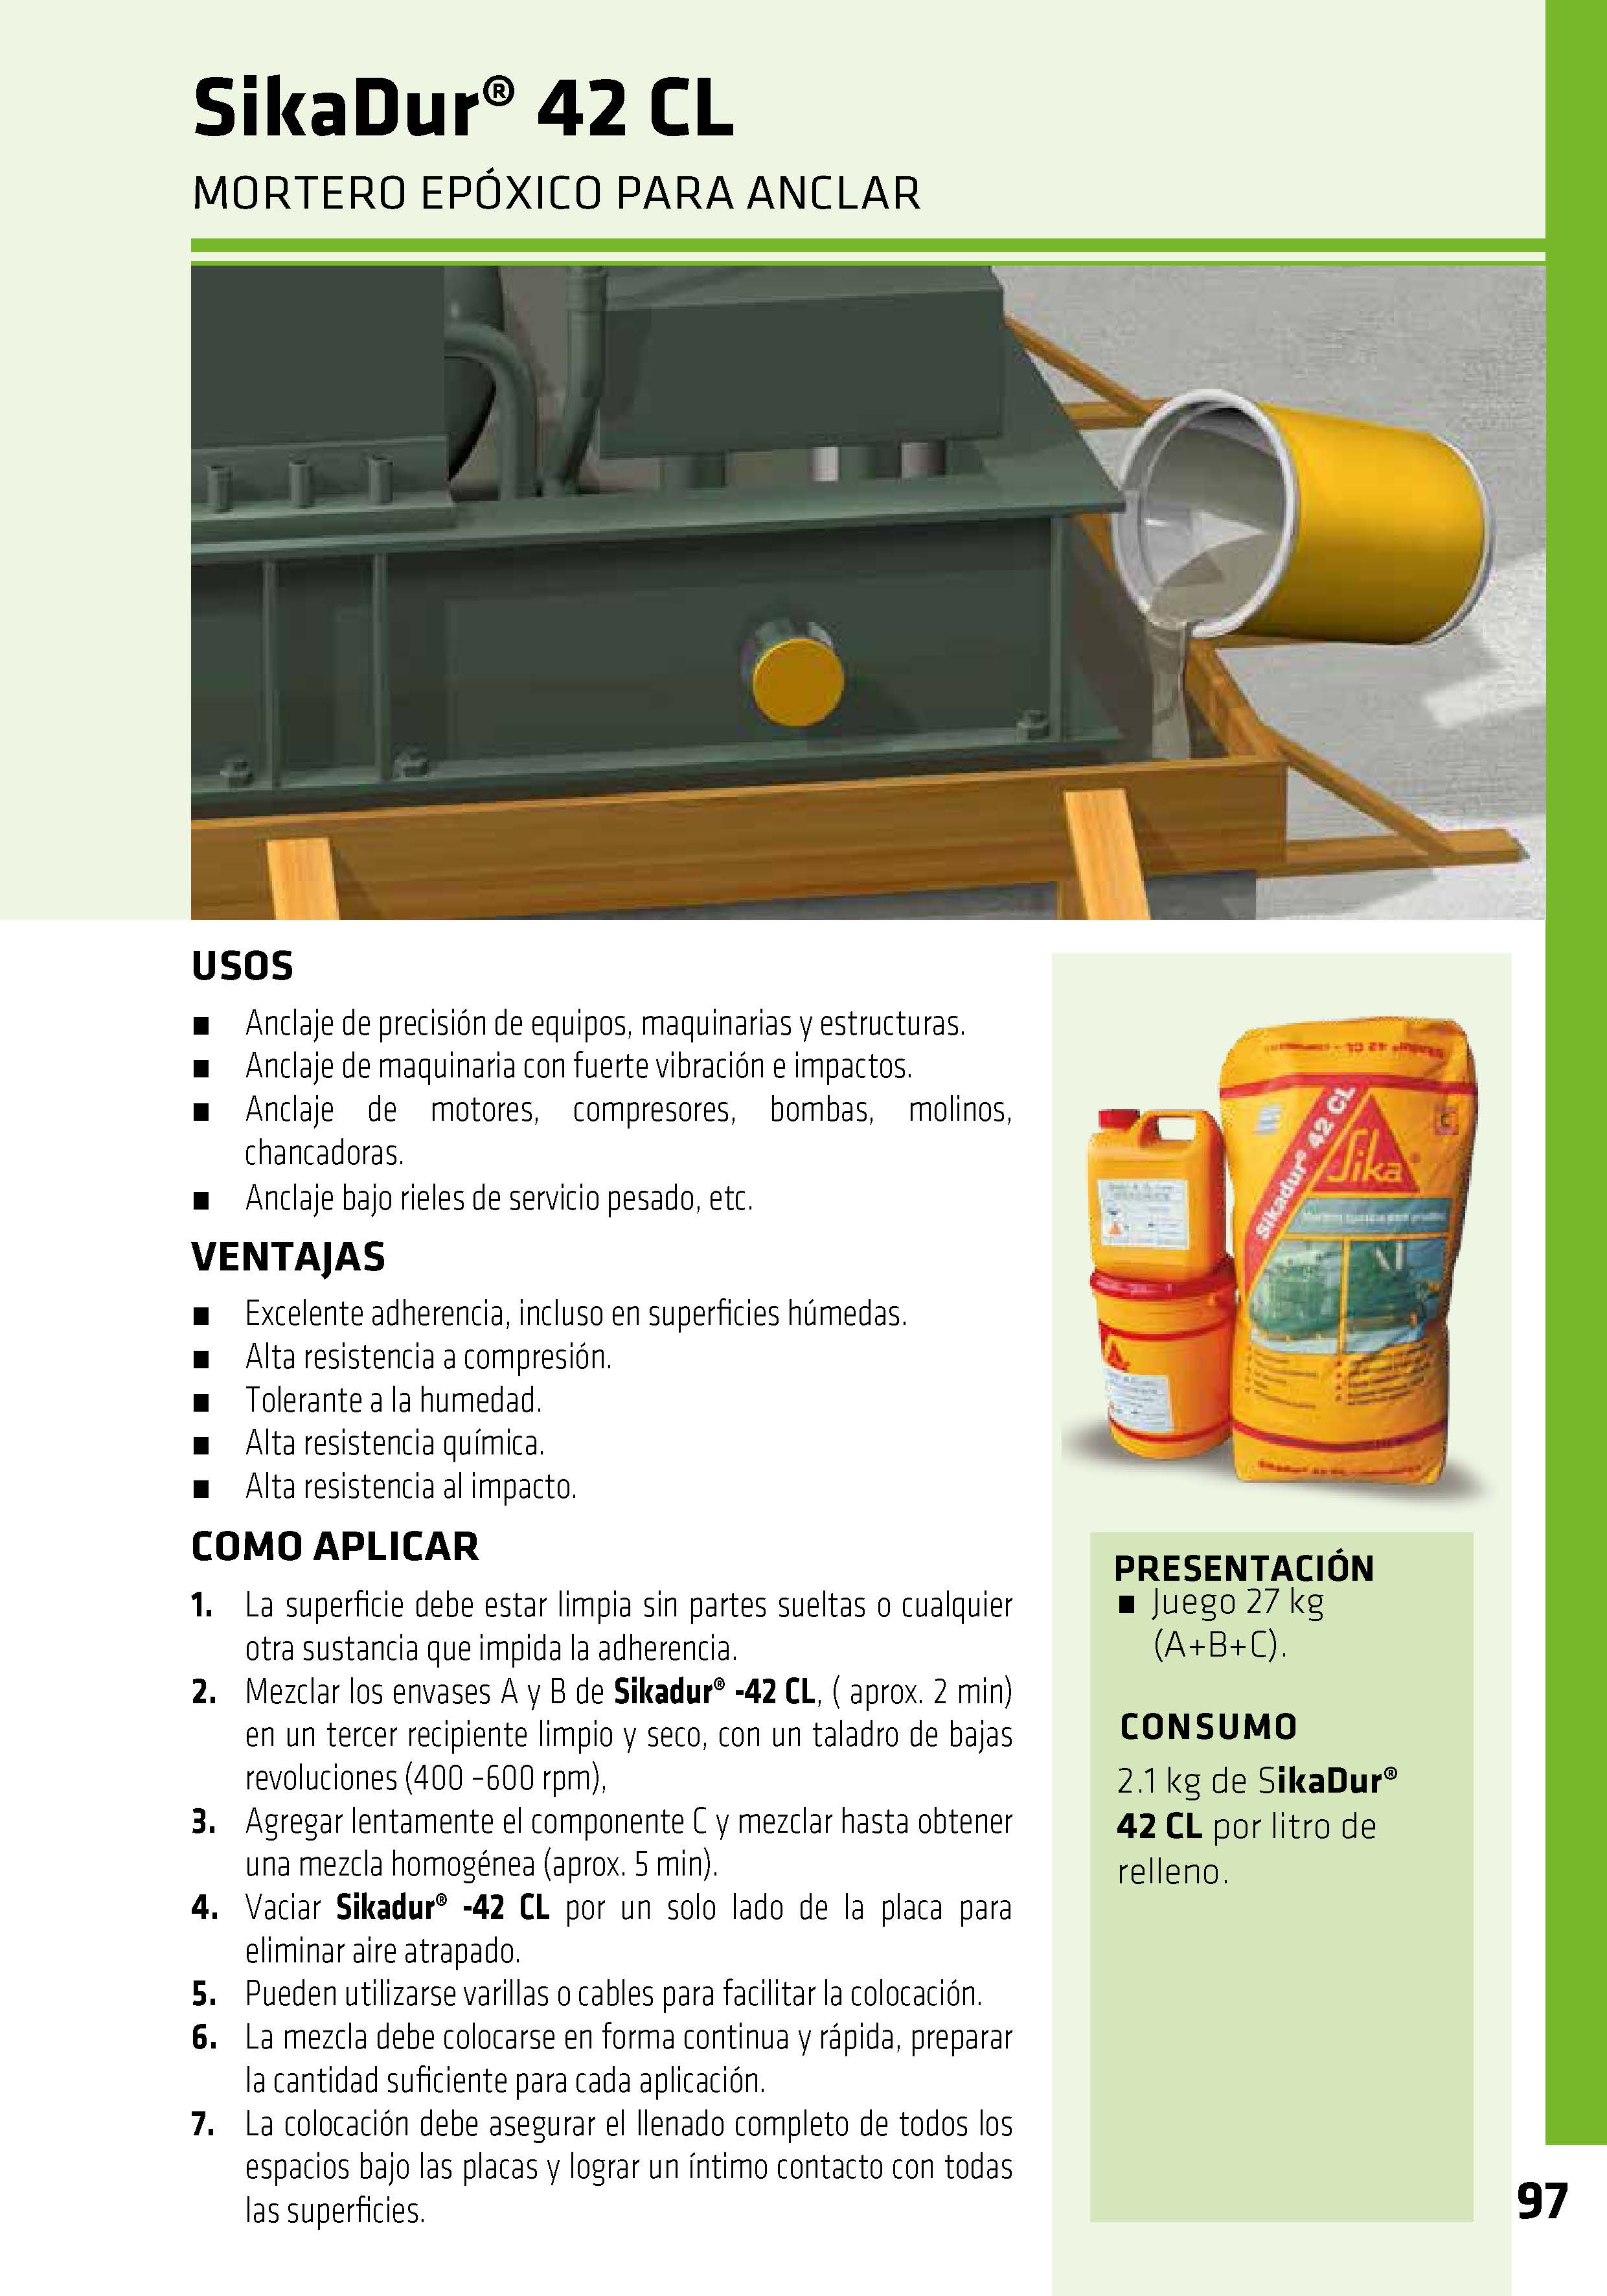 SikaDur® 42 CL
MORTERO EPÓXICO PARA ANCLAR
USOS
■ Anclaje de precisión de equipos, maquinarias y estructuras.
■ Anclaje de maquinaria con fuerte vibración e impactos.
■ Anclaje de motores, compresores, bombas, molinos,
chancadoras.
■ Anclaje bajo rieles de servicio pesado, etc.
VENTAJAS
■ Excelente adherencia, incluso en superficies húmedas.
■ Alta resistencia a compresión.
■ Tolerante a la humedad.
■ Alta resistencia química.
■ Alta resistencia al impacto.
COMO APLICAR
1. La superficie debe estar limpia sin partes sueltas o cualquier
otra sustancia que impida la adherencia.
2. Mezclar los envases A y B de Sikadur® -42 CL, ( aprox. 2 min)
en un tercer recipiente limpio y seco, con un taladro de bajas
revoluciones (400 -600 rpm),
3. Agregar lentamente el componente C y mezclar hasta obtener
una mezcla homogénea (aprox. 5 min).
4. Vaciar Sikadur® -42 CL por un solo lado de la placa para
eliminar aire atrapado.
5. Pueden utilizarse varillas o cables para facilitar la colocación.
6. La mezcla debe colocarse en forma continua y rápida, preparar
la cantidad suficiente para cada aplicación.
7. La colocación debe asegurar el llenado completo de todos los
espacios bajo las placas y lograr un íntimo contacto con todas
las superficies.
Sikadur® 42 CL
Sika®
C
PRESENTACIÓN
■ Juego 27 kg
(A+B+C).
CONSUMO
2.1 kg de SikaDur®
42 CL por litro de
relleno.
97